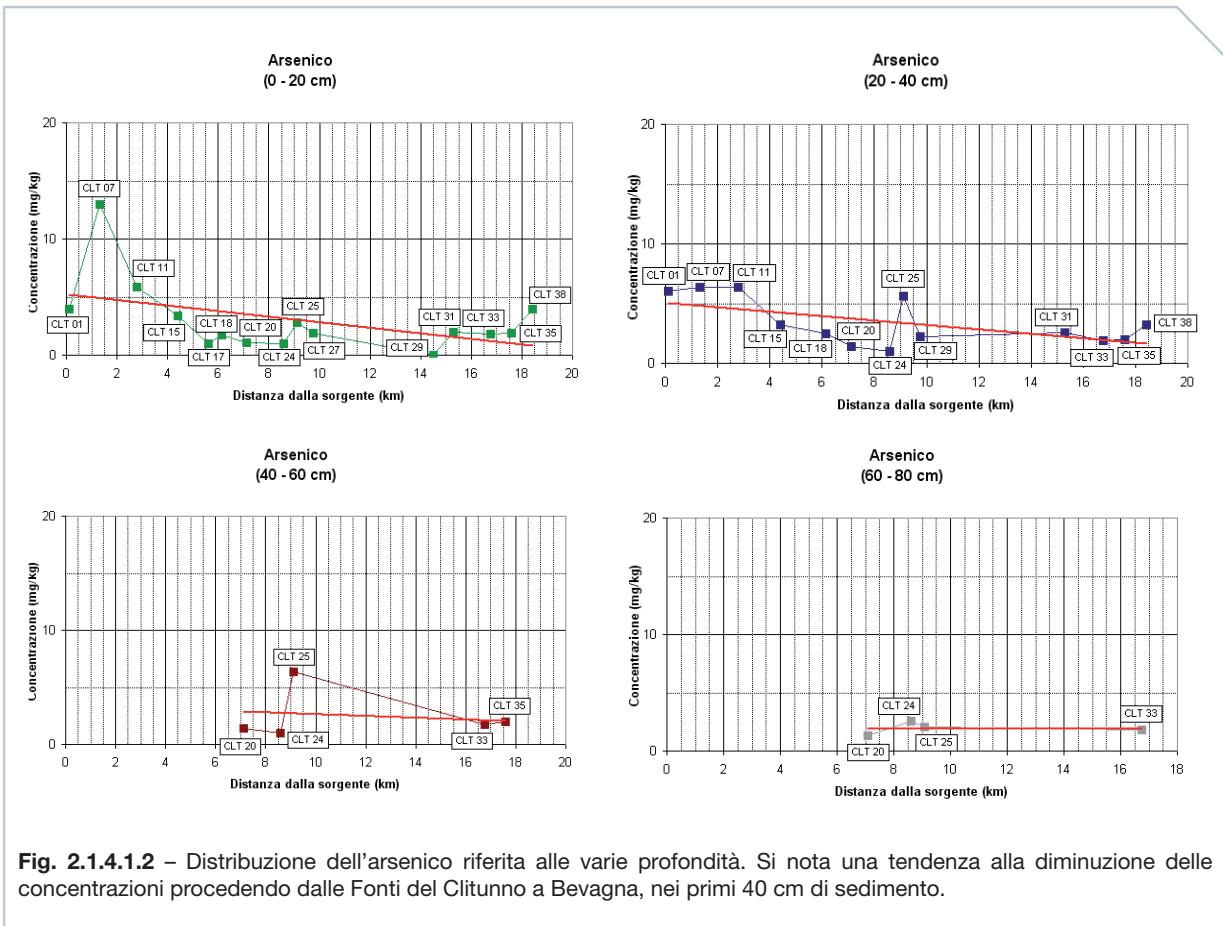 Arsenico
(0 - 20 cm)
Concentrazione (mg/kg)
20
10
0
CLT 07
CLT 11
CLT 01
CLT 15
CLT 17
CLT 18
CLT 20
CLT 24
CLT 25
CLT 27
CLT 29
CLT 31
CLT 33
CLT 35
CLT 38
0 2 4 6 8 10 12 14 16 18 20
Distanza dalla sorgente (km)
Arsenico
(20 - 40 cm)
Concentrazione (mg/kg)
20
10
0
CLT 01
CLT 07
CLT 11
CLT 15
CLT 18
CLT 20
CLT 24
CLT 25
CLT 29
CLT 31
CLT 33
CLT 35
CLT 38
0 2 4 6 8 10 12 14 16 18 20
Distanza dalla sorgente (km)
Arsenico
(40 - 60 cm)
Concentrazione (mg/kg)
20
10
0
CLT 20
CLT 24
CLT 25
CLT 33
CLT 35
0 2 4 6 8 10 12 14 16 18 20
Distanza dalla sorgente (km)
Arsenico
(60 - 80 cm)
Concentrazione (mg/kg)
20
10
0
CLT 20
CLT 24
CLT 25
CLT 33
0 2 4 6 8 10 12 14 16 18
Distanza dalla sorgente (km)
Fig. 2.1.4.1.2 – Distribuzione dell'arsenico riferita alle varie profondità. Si nota una tendenza alla diminuzione delle
concentrazioni procedendo dalle Fonti del Clitunno a Bevagna, nei primi 40 cm di sedimento.